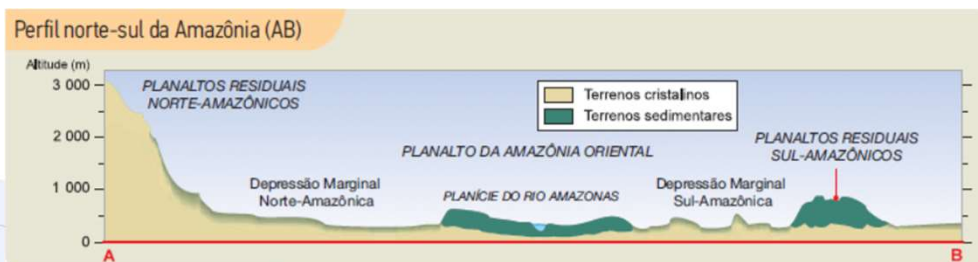 Perfil norte-sul da Amazônia (AB)
Altitude (m)
3 000
2 000
1 000
0
PLANALTOS RESIDUAIS
NORTE-AMAZÔNICOS
Terrenos cristalinos
Terrenos sedimentares
PLANALTO DA AMAZÔNIA ORIENTAL
PLANALTOS RESIDUAIS
SUL-AMAZÔNICOS
Depressão Marginal
Norte-Amazônica
PLANÍCIE DO RIO AMAZONAS
Depressão Marginal
Sul-Amazônica
A
B